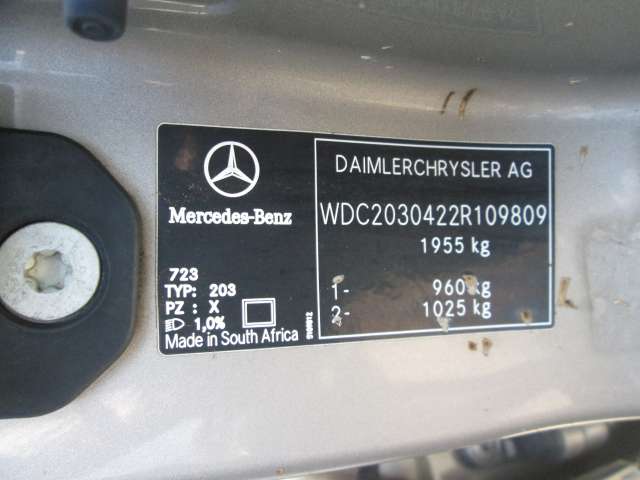 Mercedes-Benz
723
TYP: 203
PZ : X
1,0%
Made in South Africa
DAIMLERCHRYSLER AG
WDC2030422R109809
1955 kg
1- 960 kg
2- 1025 kg